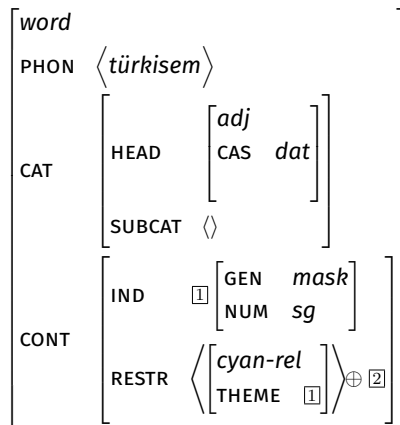 word
PHON ⟨türkisem⟩
CAT
HEAD
adj
CAS dat
SUBCAT ⟨⟩
CONT
IND 1
GEN mask
NUM sg
RESTR
cyan-rel
THEME 1
⊕ 2